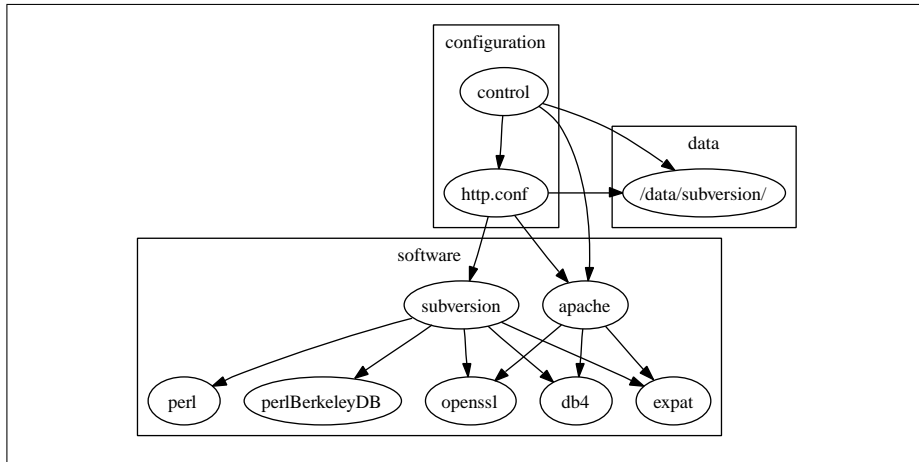 configuration
control
data
http.conf
/data/subversion/
software
subversion
apache
perl
perlBerkeleyDB
openssl
db4
expat